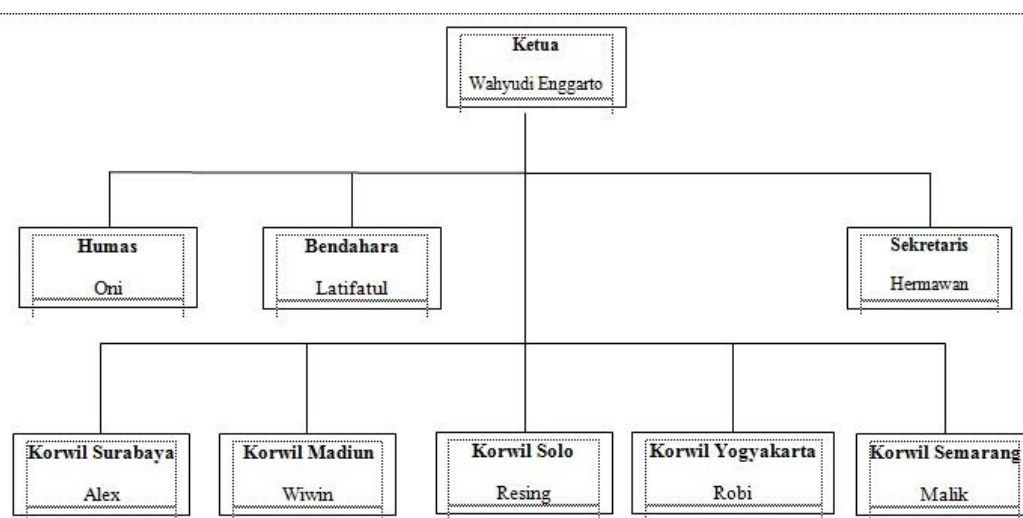 Ketua
Wahyudi Enggarto
Humas
Oni
Bendahara
Latifatul
Sekretaris
Hermawan
Korwil Surabaya
Alex
Korwil Madiun
Wiwin
Korwil Solo
Resing
Korwil Yogyakarta
Robi
Korwil Semarang
Malik